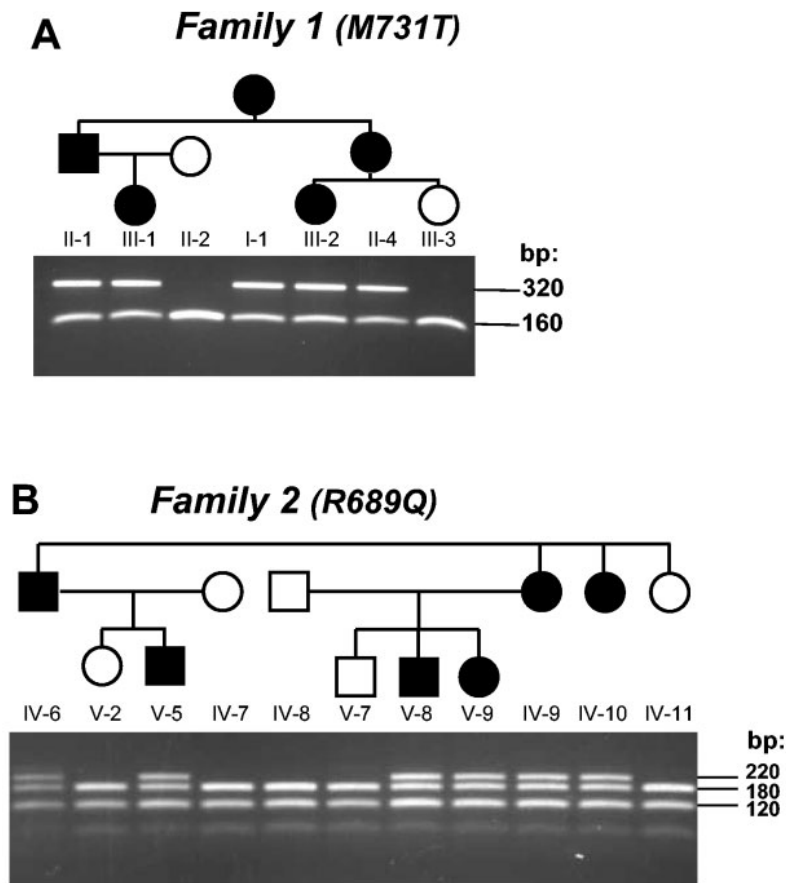 A
Family 1 (M731T)
II-1 III-1 II-2 I-1 III-2 II-4 III-3
bp:
320
160
B
Family 2 (R689Q)
IV-6 V-2 V-5 IV-7 IV-8 V-7 V-8 V-9 IV-9 IV-10 IV-11
bp:
220
180
120